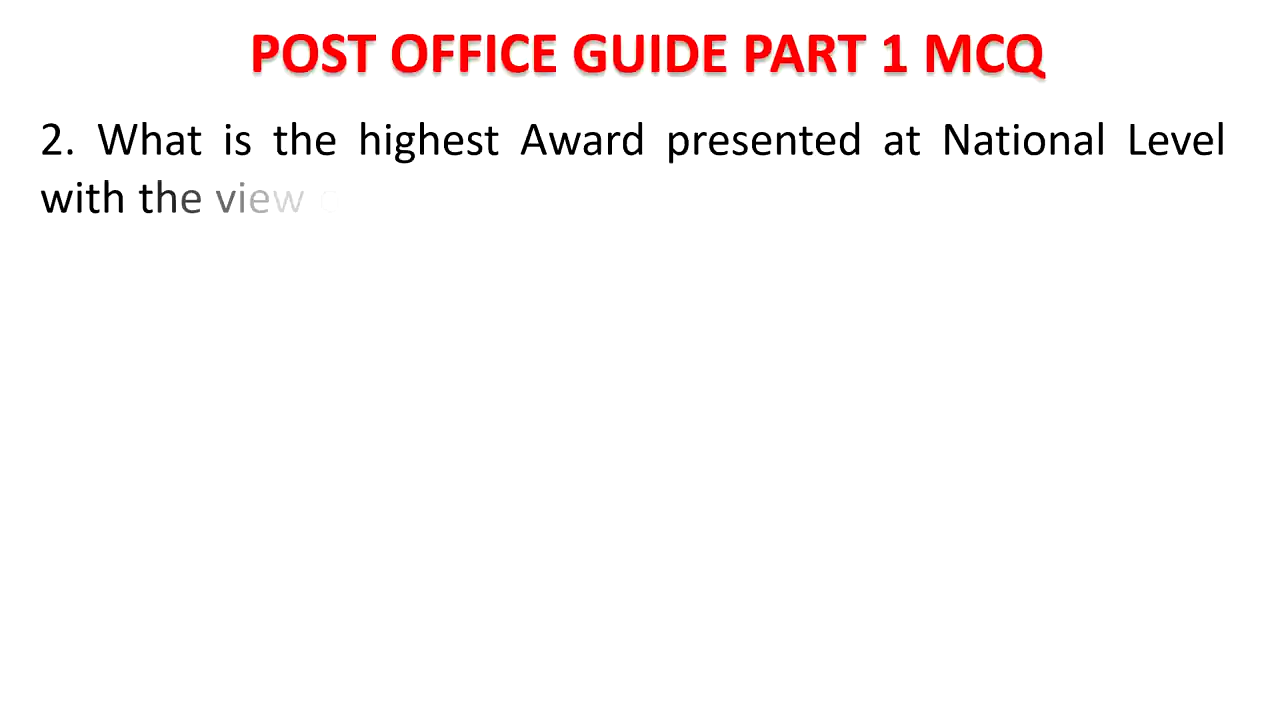 POST OFFICE GUIDE PART 1 MCQ
2. What is the highest Award presented at National Level
with the view